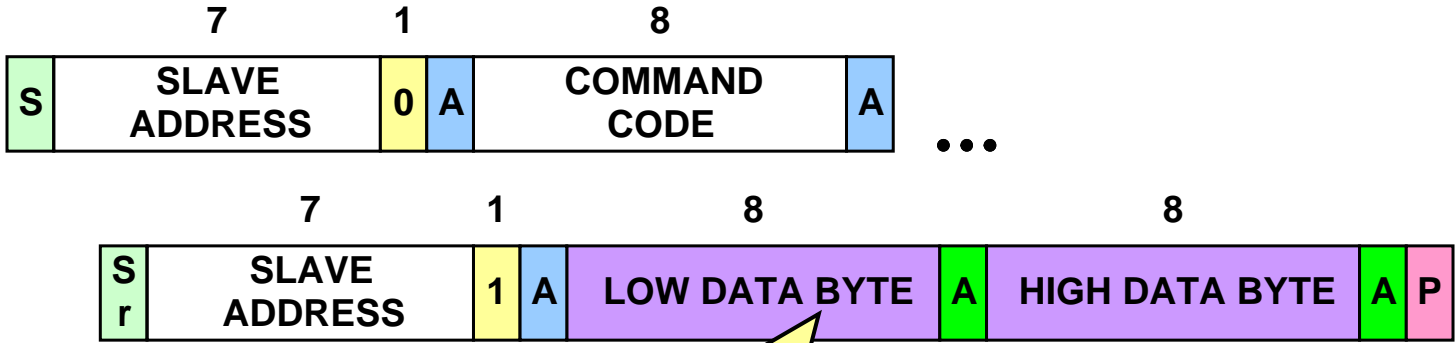 7 1 8
S SLAVE ADDRESS 0 A COMMAND CODE A
...
7 1 8 8
Sr SLAVE ADDRESS 1 A LOW DATA BYTE A HIGH DATA BYTE A P